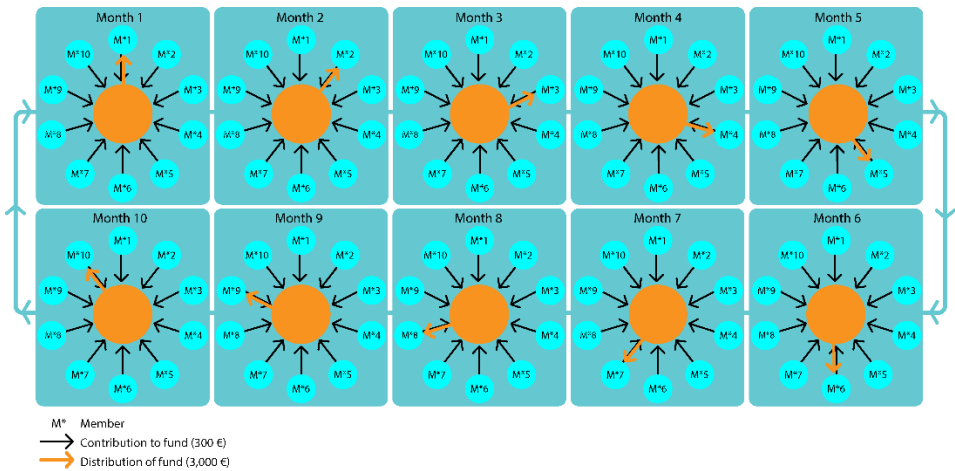 Month 1
M*1
M*10
M*2
M*9
M*3
M*8
M*4
M*7
M*5
M*6
Month 2
M*1
M*10
M*2
M*9
M*3
M*8
M*4
M*7
M*5
M*6
Month 3
M*1
M*10
M*2
M*9
M*3
M*8
M*4
M*7
M*5
M*6
Month 4
M*1
M*10
M*2
M*9
M*3
M*8
M*4
M*7
M*5
M*6
Month 5
M*1
M*10
M*2
M*9
M*3
M*8
M*4
M*7
M*5
M*6
Month 10
M*1
M*10
M*2
M*9
M*3
M*8
M*4
M*7
M*5
M*6
Month 9
M*1
M*10
M*2
M*9
M*3
M*8
M*4
M*7
M*5
M*6
Month 8
M*1
M*10
M*2
M*9
M*3
M*8
M*4
M*7
M*5
M*6
Month 7
M*1
M*10
M*2
M*9
M*3
M*8
M*4
M*7
M*5
M*6
Month 6
M*1
M*10
M*2
M*9
M*3
M*8
M*4
M*7
M*5
M*6
M* Member
Contribution to fund (300 €)
Distribution of fund (3,000 €)